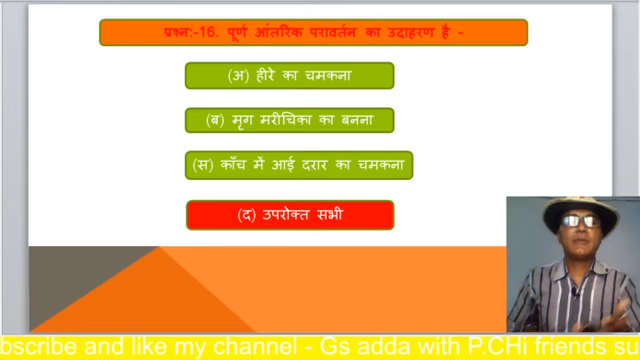 प्रश्न:-16. पूर्ण आंतरिक परावर्तन का उदाहरण है -
(अ) हीरे का चमकना
(ब) मृग मरीचिका का बनना
(स) काँच में आई दरार का चमकना
(द) उपरोक्त सभी
bscribe and like my channel - Gs adda with P.CHi friends su